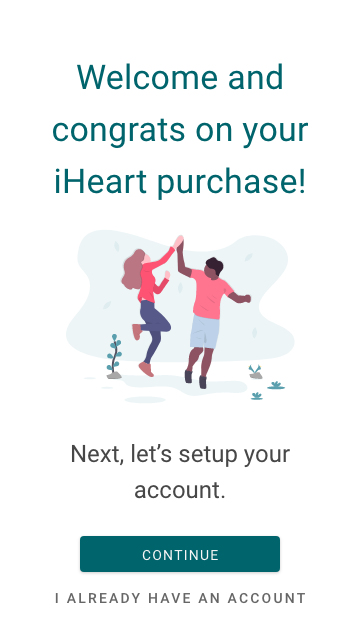 Welcome and
congrats on your
iHeart purchase!
Next, let’s setup your
account.
CONTINUE
I ALREADY HAVE AN ACCOUNT